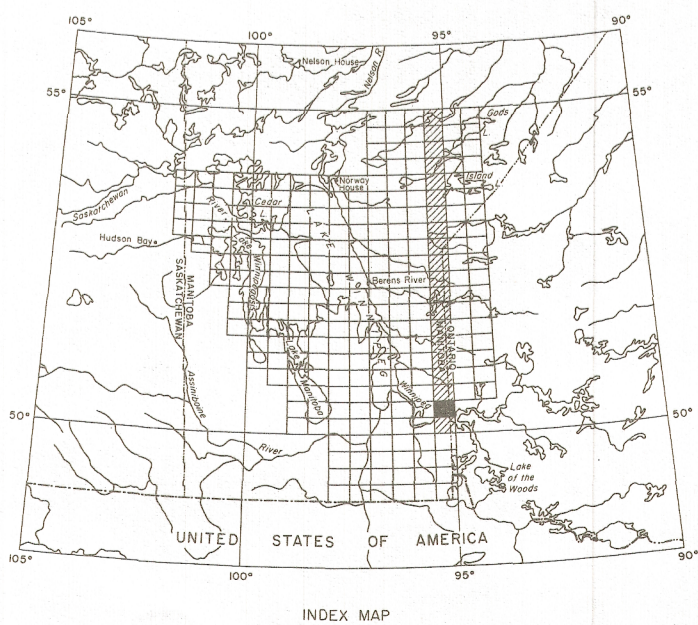 105°
100°
95°
90°
Nelson House
Nelson R.
55°
55°
Gods
L.
Island
L.
Norway
House
Saskatchewan
River
Cedar
L.
LAKE
WINNIPEG
Hudson Bay
Lake
Winnipegosis
Berens River
MANITOBA
SASKATCHEWAN
ONTARIO
MANITOBA
Lake
Manitoba
Winnipeg
Assiniboine
River
50°
50°
Lake
of the
Woods
UNITED STATES OF AMERICA
105°
100°
95°
90°
INDEX MAP